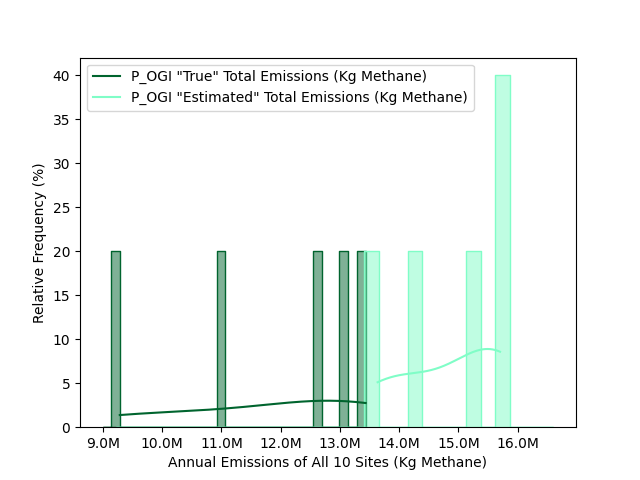 P_OGI "True" Total Emissions (Kg Methane)
P_OGI "Estimated" Total Emissions (Kg Methane)
Relative Frequency (%)
40
35
30
25
20
15
10
5
0
9.0M 10.0M 11.0M 12.0M 13.0M 14.0M 15.0M 16.0M
Annual Emissions of All 10 Sites (Kg Methane)